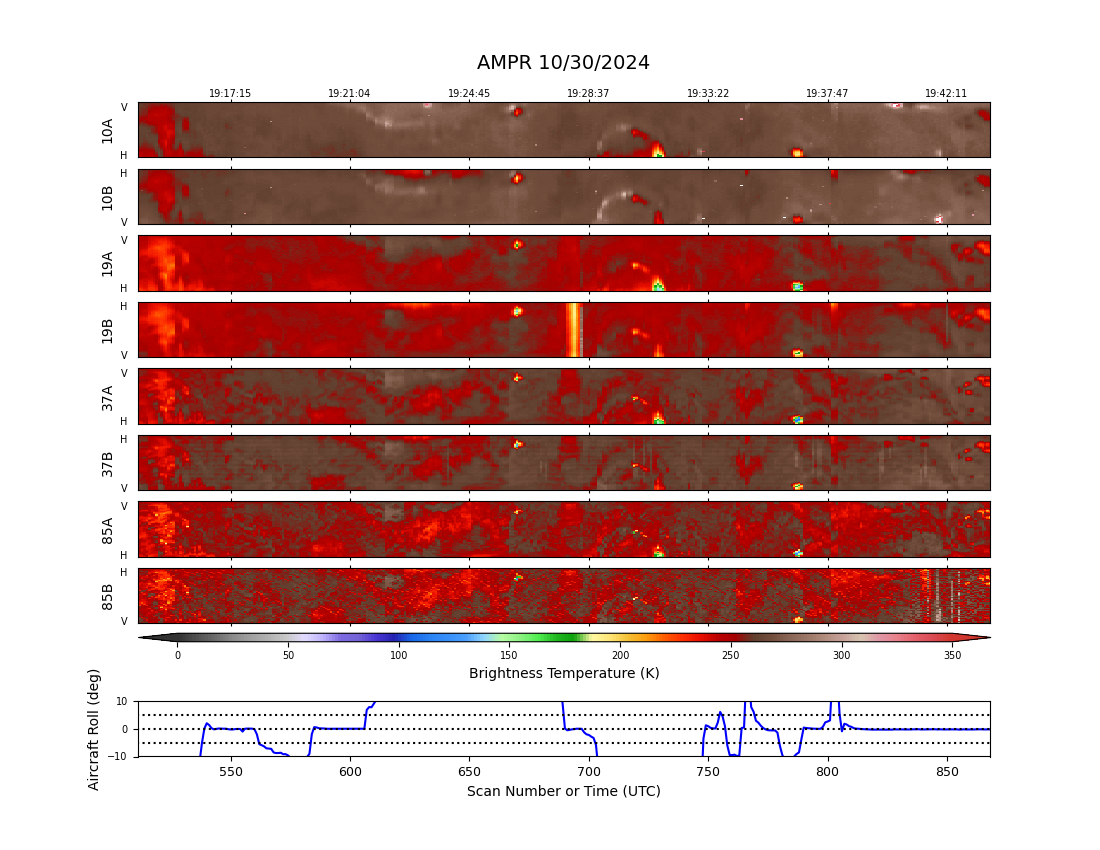 AMPR 10/30/2024
19:17:15 19:21:04 19:24:45 19:28:37 19:33:22 19:37:47 19:42:11
V
10A
H
H
10B
V
V
19A
H
H
19B
V
V
37A
H
H
37B
V
V
85A
H
H
85B
V
0 50 100 150 200 250 300 350
Brightness Temperature (K)
Aircraft Roll (deg)
10
0
−10
550 600 650 700 750 800 850
Scan Number or Time (UTC)